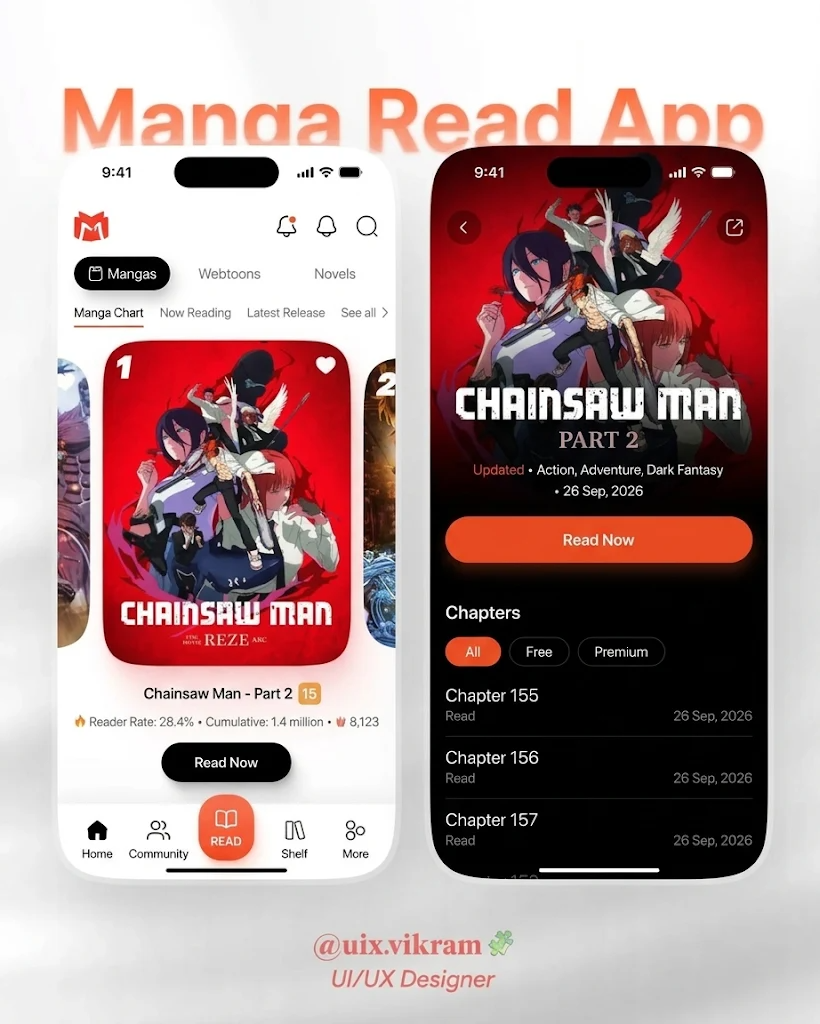 Manga Read App
9:41
Mangas
Webtoons
Novels
Manga Chart
Now Reading
Latest Release
See all
1
2
CHAINSAW MAN
REZE ARC
Chainsaw Man - Part 2 15
Reader Rate: 28.4% • Cumulative: 1.4 million • 8,123
Read Now
Home
Community
READ
Shelf
More
9:41
CHAINSAW MAN
PART 2
Updated • Action, Adventure, Dark Fantasy
• 26 Sep, 2026
Read Now
Chapters
All
Free
Premium
Chapter 155
Read
26 Sep, 2026
Chapter 156
Read
26 Sep, 2026
Chapter 157
Read
26 Sep, 2026
@uix.vikram
UI/UX Designer